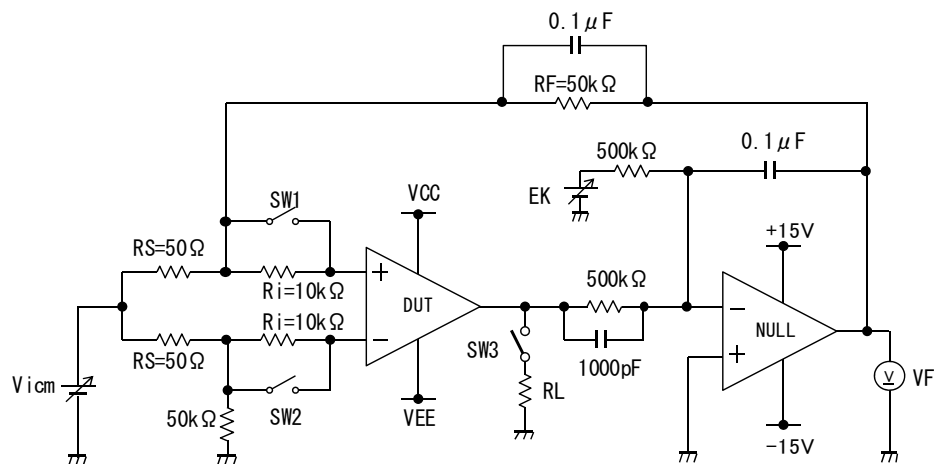 0.1μF
RF=50kΩ
500kΩ
0.1μF
EK
SW1
VCC
+15V
RS=50Ω
Ri=10kΩ
DUT
500kΩ
NULL
Ri=10kΩ
RS=50Ω
SW3
1000pF
Vicm
SW2
50kΩ
VEE
RL
V
VF
-15V